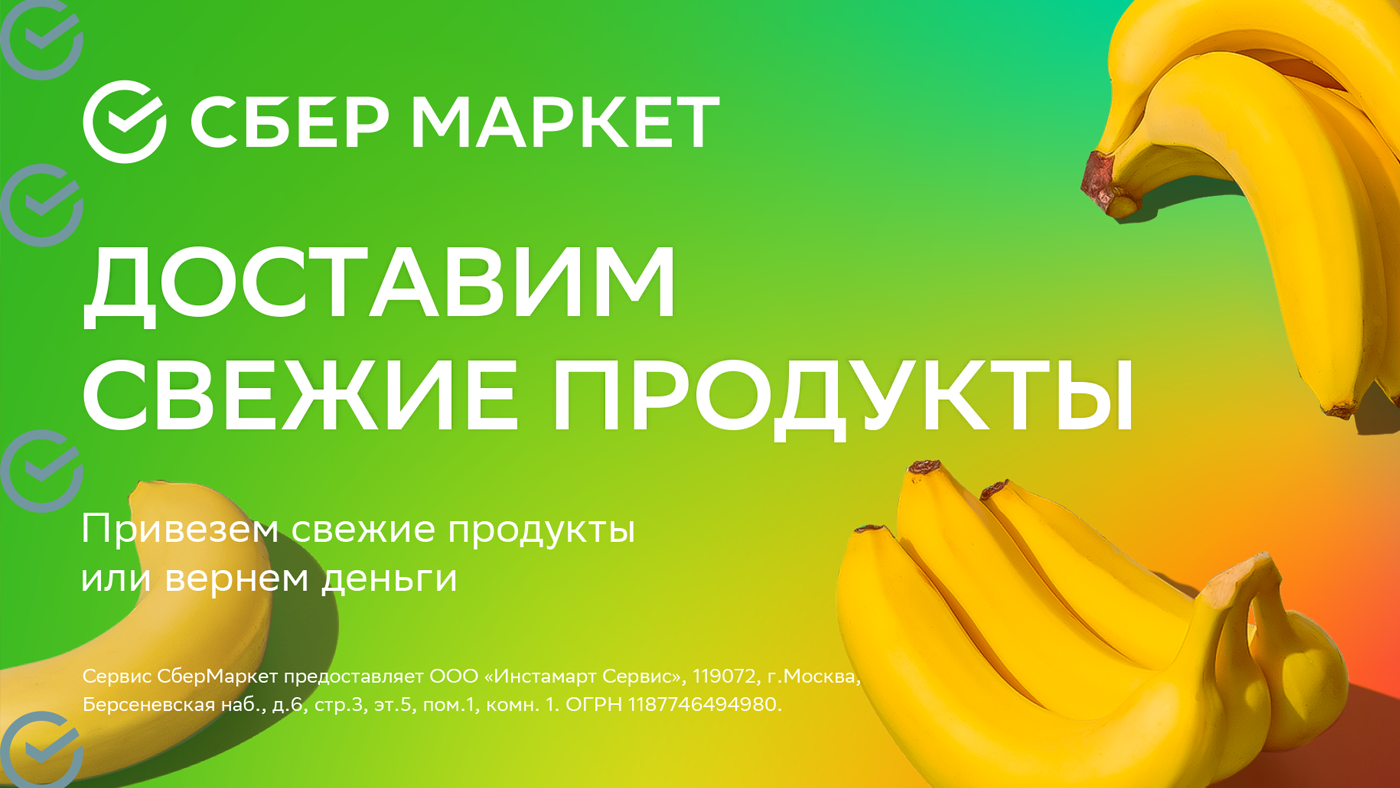 СБЕР МАРКЕТ
ДОСТАВИМ
СВЕЖИЕ ПРОДУКТЫ
Привезем свежие продукты
или вернем деньги
Сервис СберМаркет предоставляет ООО «Инстамарт Сервис», 119072, г.Москва,
Берсеневская наб., д.6, стр.3, эт.5, пом.1, комн. 1. ОГРН 1187746494980.